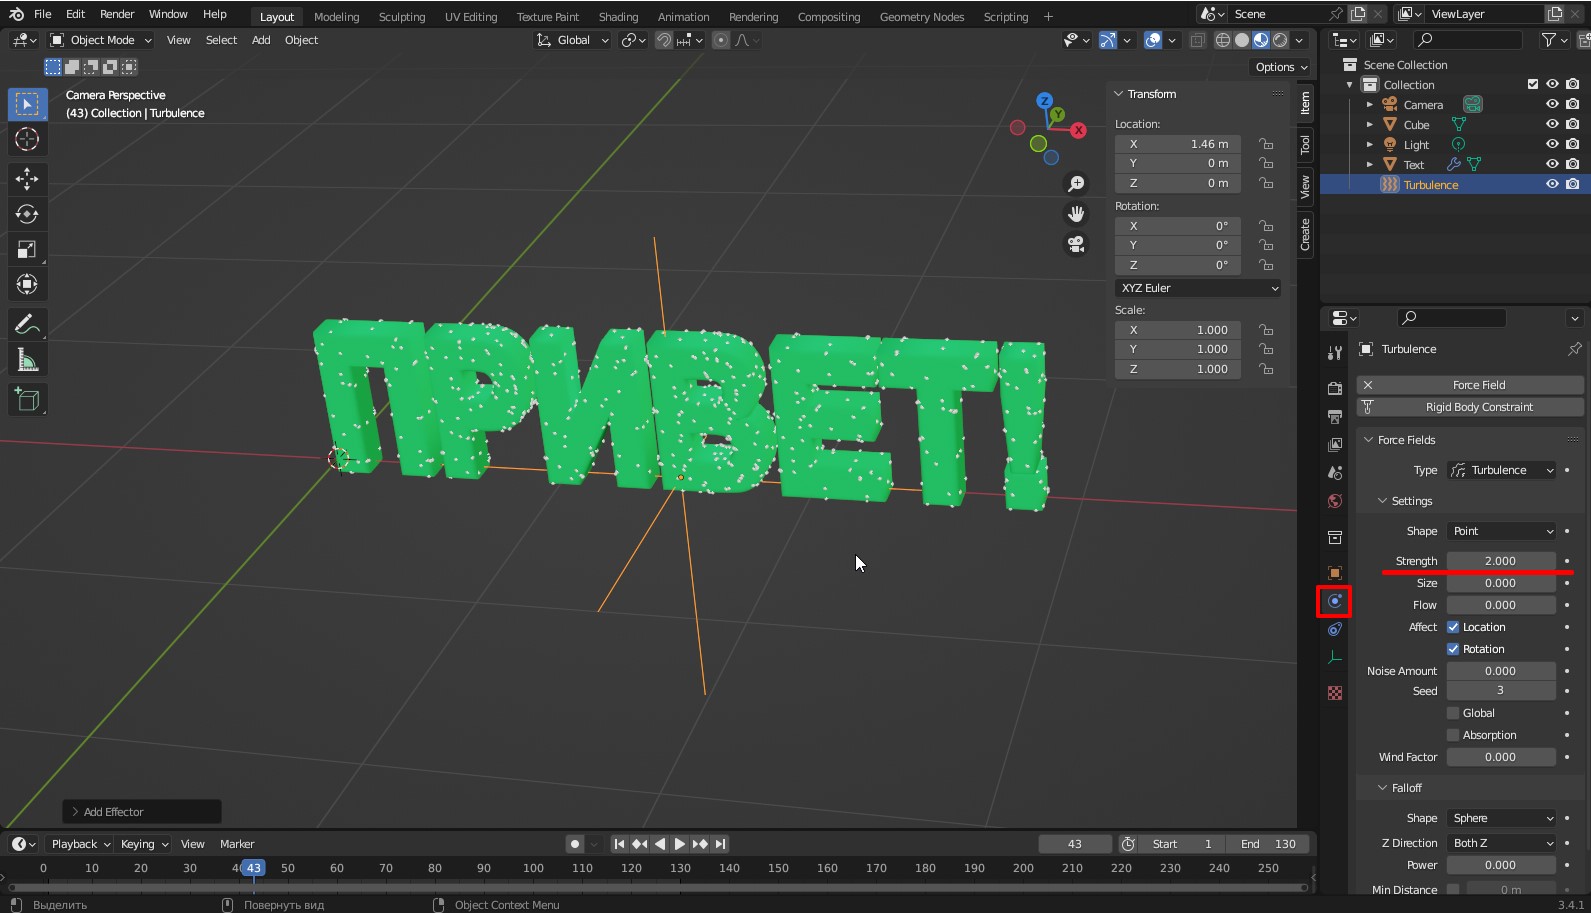 File Edit Render Window Help Layout Modeling Sculpting UV Editing Texture Paint Shading Animation Rendering Compositing Geometry Nodes Scripting + Scene ViewLayer
Object Mode View Select Add Object Global
Options
Camera Perspective
(43) Collection | Turbulence
Z
Y
X
ПРИВЕТ!
Transform
Location:
X 1.46 m
Y 0 m
Z 0 m
Rotation:
X 0°
Y 0°
Z 0°
XYZ Euler
Scale:
X 1.000
Y 1.000
Z 1.000
Item
Tool
View
Create
Scene Collection
Collection
Camera
Cube
Light
Text
Turbulence
Turbulence
Force Field
Rigid Body Constraint
Force Fields
Type Turbulence
Settings
Shape Point
Strength 2.000
Size 0.000
Flow 0.000
Affect Location
Rotation
Noise Amount 0.000
Seed 3
Global
Absorption
Wind Factor 0.000
Falloff
Shape Sphere
Z Direction Both Z
Power 0.000
Min Distance 0 m
Add Effector
Playback Keying View Marker 43 Start 1 End 130
0 10 20 30 4 43 50 60 70 80 90 100 110 120 130 140 150 160 170 180 190 200 210 220 230 240 250
Выделить Повернуть вид Object Context Menu 3.4.1